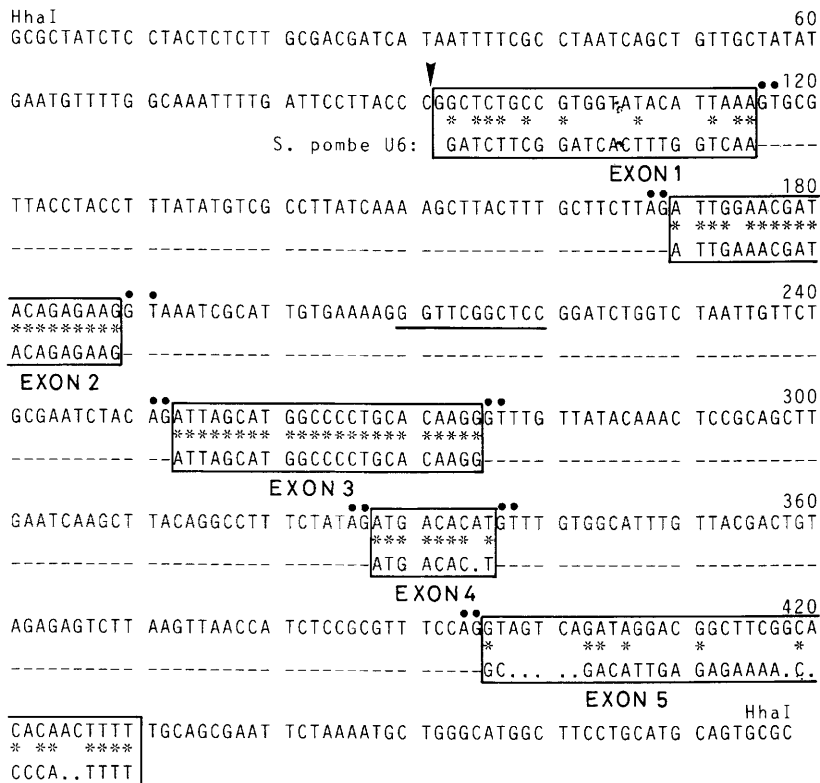 HhaI 60
GCGCTATCTC CTACTCTCTT GCGACGATCA TAATTTTCGC CTAATCAGCT GTTGCTATAT
120
GAATGTTTTG GCAAATTTTG ATTCCTTACC CGGCTCTGCC GTGGTATACA TTAAAGTGCG
* *** * * * * **
S. pombe U6: GATCTTCG GATCACTTTG GTCAA-----
EXON 1
180
TTACCTACCT TTATATGTCG CCTTATCAAA AGCTTACTTT GCTTCTTAGA TTGGAACGAT
* *** ******
---------- ---------- ---------- ---------- ---------A TTGAAACGAT
240
ACAGAGAAGG TAAATCGCAT TGTGAAAAGG GGTTCGGCTCC GGATCTGGTC TAATTGTTCT
*********
ACAGAGAAG- ---------- ---------- ---------- ---------- ----------
EXON 2
300
GCGAATCTAC AGATTAGCAT GGCCCCTGCA CAAGGGTTTG TTATACAAAC TCCGCAGCTT
******** ********** *****
---------- --ATTAGCAT GGCCCCTGCA CAAGG----- ---------- ----------
EXON 3
360
GAATCAAGCT TACAGGCCTT TCTATAGATG ACACATGTTT GTGGCATTTG TTACGACTGT
*** **** *
---------- ---------- -------ATG ACAC.T---- ---------- ----------
EXON 4
420
AGAGAGTCTT AAGTTAACCA TCTCCGCGTT TCCAGGTAGT CAGATAGGAC GGCTTCGGCA
* ** * * *
---------- ---------- ---------- -----GC... ..GACATTGA GAGAAAA.C.
EXON 5
HhaI
CACAACTTTT TGCAGCGAAT TCTAAAATGC TGGGCATGGC TTCCTGCATG CAGTGCGC
* ** ****
CCCA..TTTT